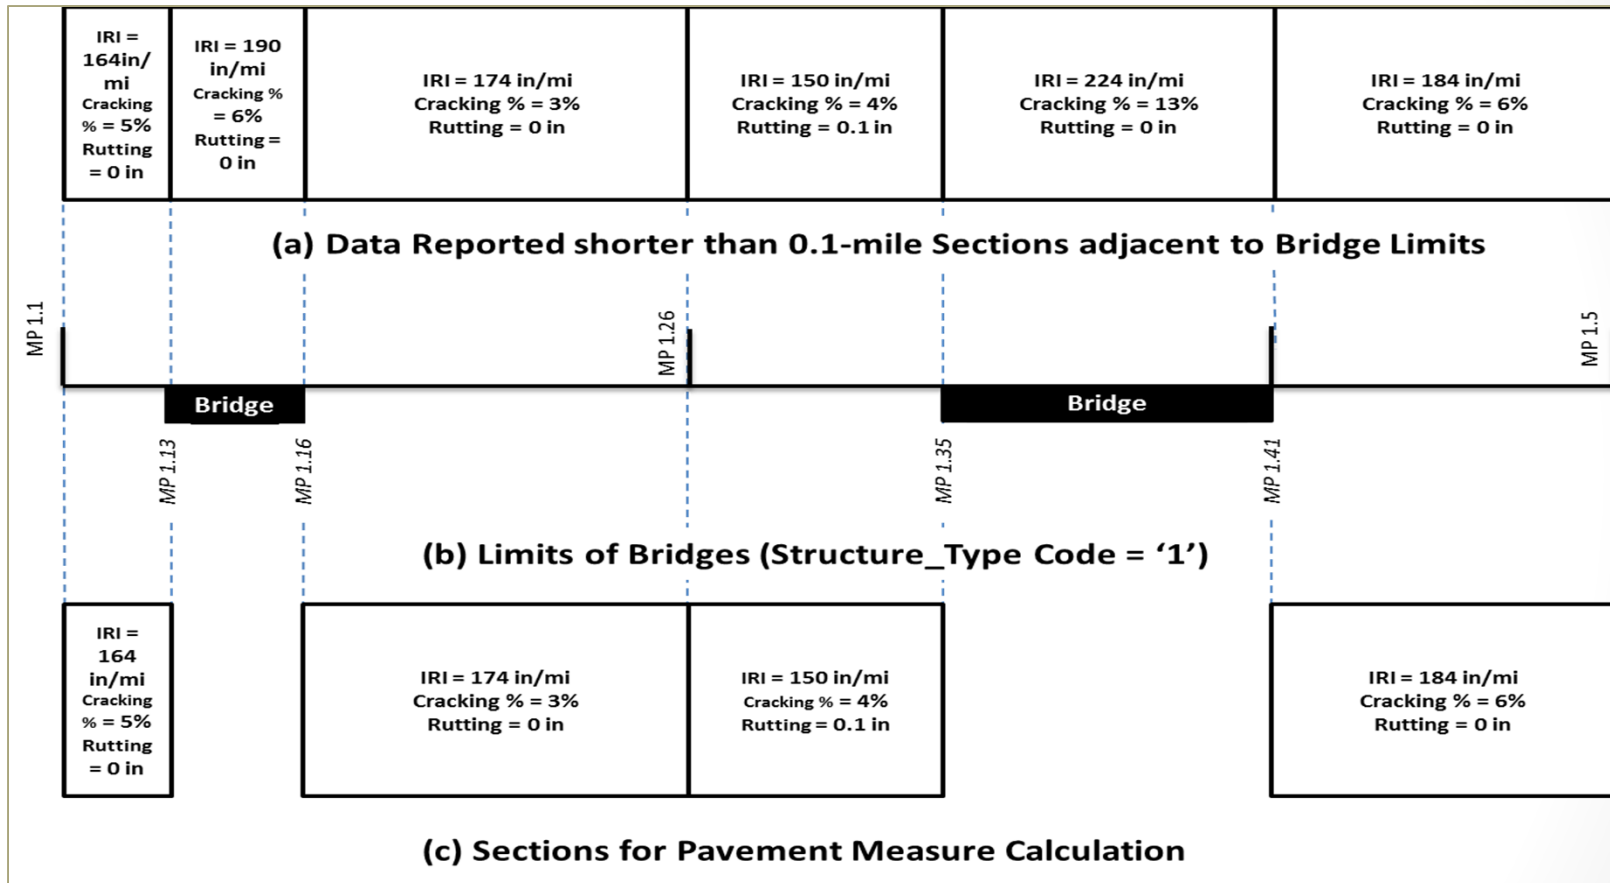 IRI =
164in/
mi
Cracking
% = 5%
Rutting
= 0 in
IRI = 190
in/mi
Cracking %
= 6%
Rutting =
0 in
IRI = 174 in/mi
Cracking % = 3%
Rutting = 0 in
IRI = 150 in/mi
Cracking % = 4%
Rutting = 0.1 in
IRI = 224 in/mi
Cracking % = 13%
Rutting = 0 in
IRI = 184 in/mi
Cracking % = 6%
Rutting = 0 in
(a) Data Reported shorter than 0.1-mile Sections adjacent to Bridge Limits
MP 1.1
MP 1.26
MP 1.5
Bridge
Bridge
MP 1.13
MP 1.16
MP 1.35
MP 1.41
(b) Limits of Bridges (Structure_Type Code = ‘1’)
IRI =
164
in/mi
Cracking
% = 5%
Rutting
= 0 in
IRI = 174 in/mi
Cracking % = 3%
Rutting = 0 in
IRI = 150 in/mi
Cracking % = 4%
Rutting = 0.1 in
IRI = 184 in/mi
Cracking % = 6%
Rutting = 0 in
(c) Sections for Pavement Measure Calculation